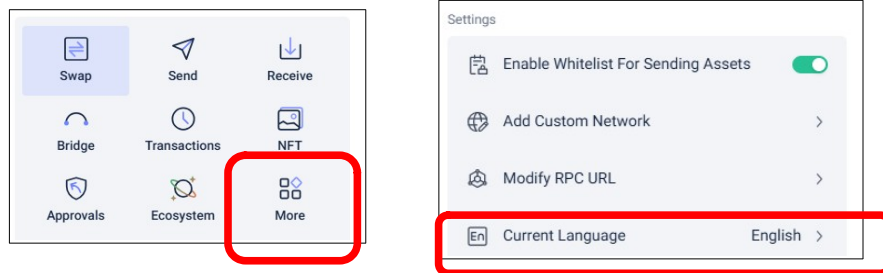 Swap Send Receive
Bridge Transactions NFT
Approvals Ecosystem More
Settings
Enable Whitelist For Sending Assets
Add Custom Network
Modify RPC URL
En Current Language English